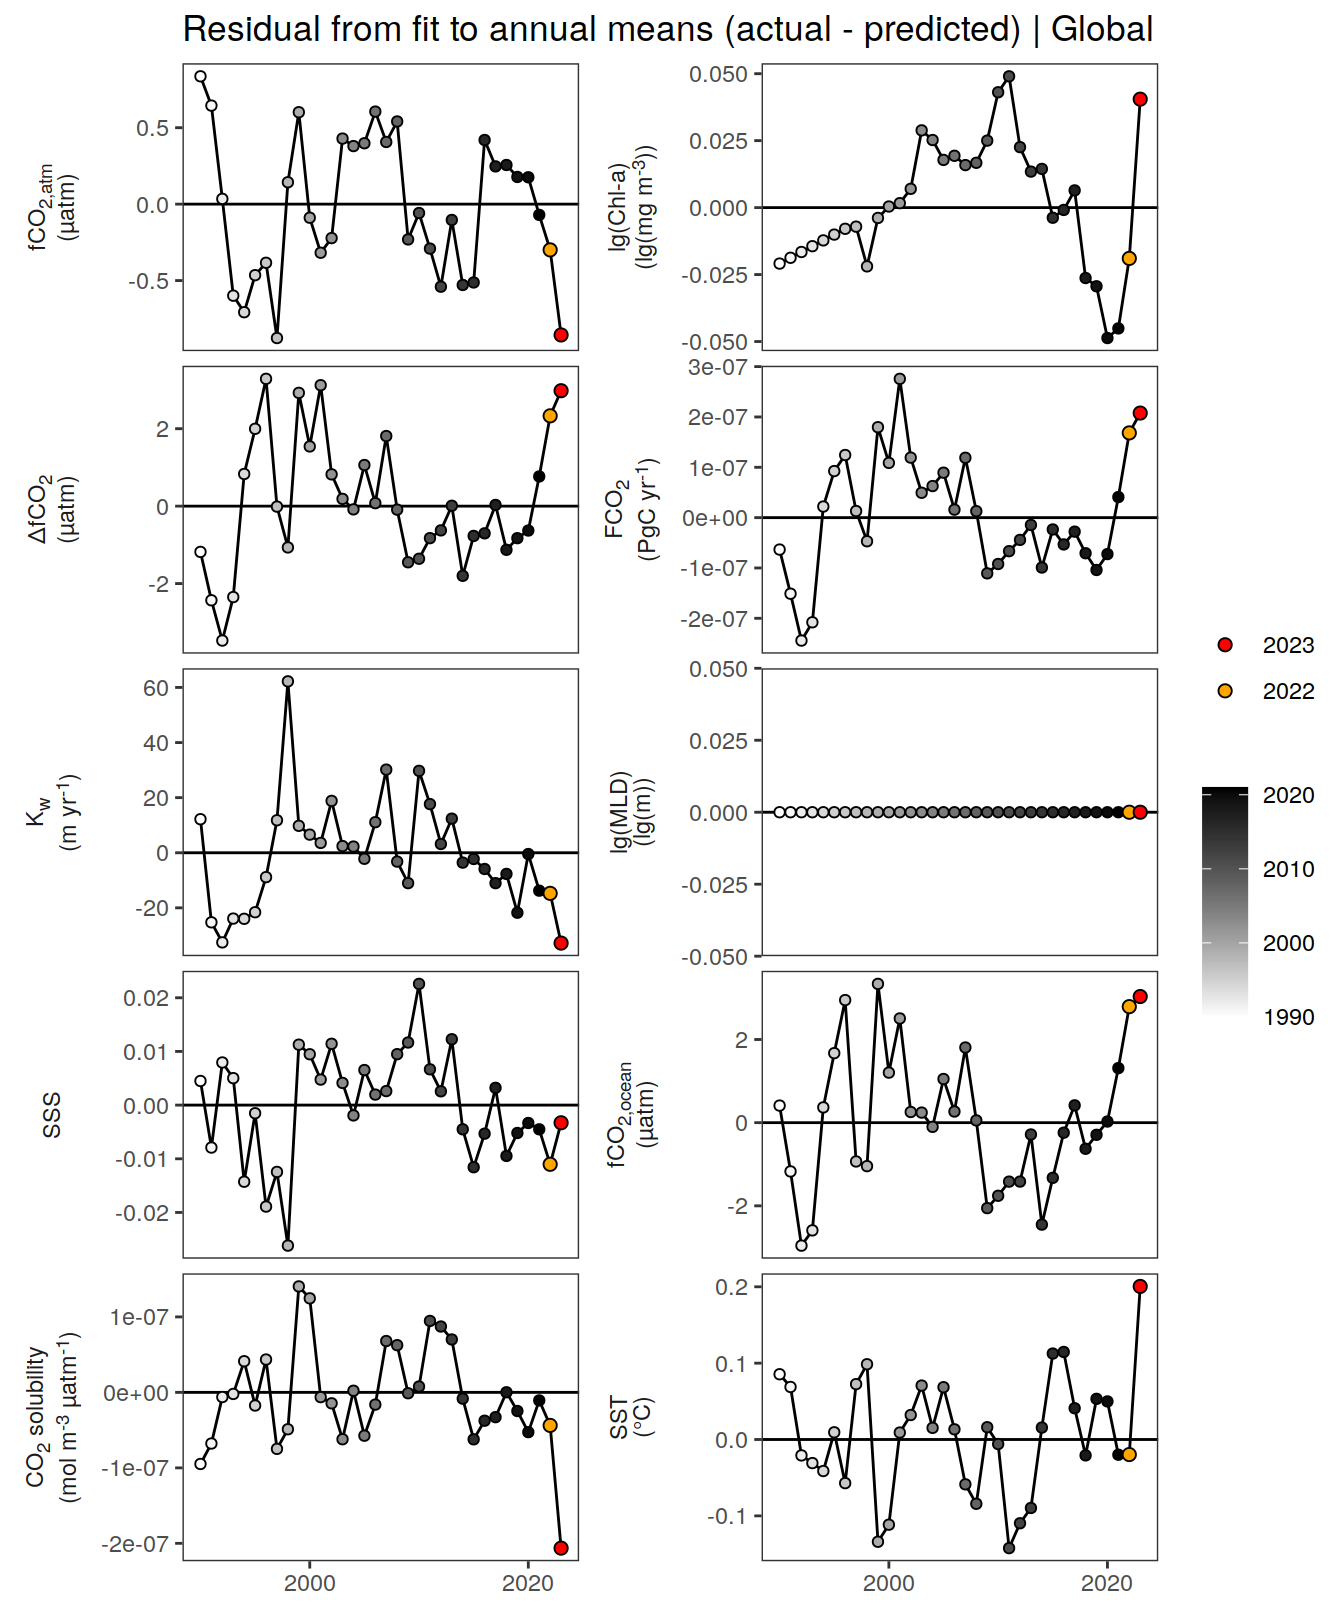 Residual from fit to annual means (actual - predicted) | Global
fCO2,atm
(µatm)
0.5
0.0
-0.5
lg(Chl-a)
(lg(mg m-3))
0.050
0.025
0.000
-0.025
-0.050
ΔfCO2
(µatm)
2
0
-2
FCO2
(PgC yr-1)
3e-07
2e-07
1e-07
0e+00
-1e-07
-2e-07
Kw
(m yr-1)
60
40
20
0
-20
lg(MLD)
(lg(m))
0.050
0.025
0.000
-0.025
-0.050
SSS
0.02
0.01
0.00
-0.01
-0.02
fCO2,ocean
(µatm)
2
0
-2
CO2 solubility
(mol m-3 µatm-1)
1e-07
0e+00
-1e-07
-2e-07
2000 2020
SST
(°C)
0.2
0.1
0.0
-0.1
2000 2020
2023
2022
2020
2010
2000
1990